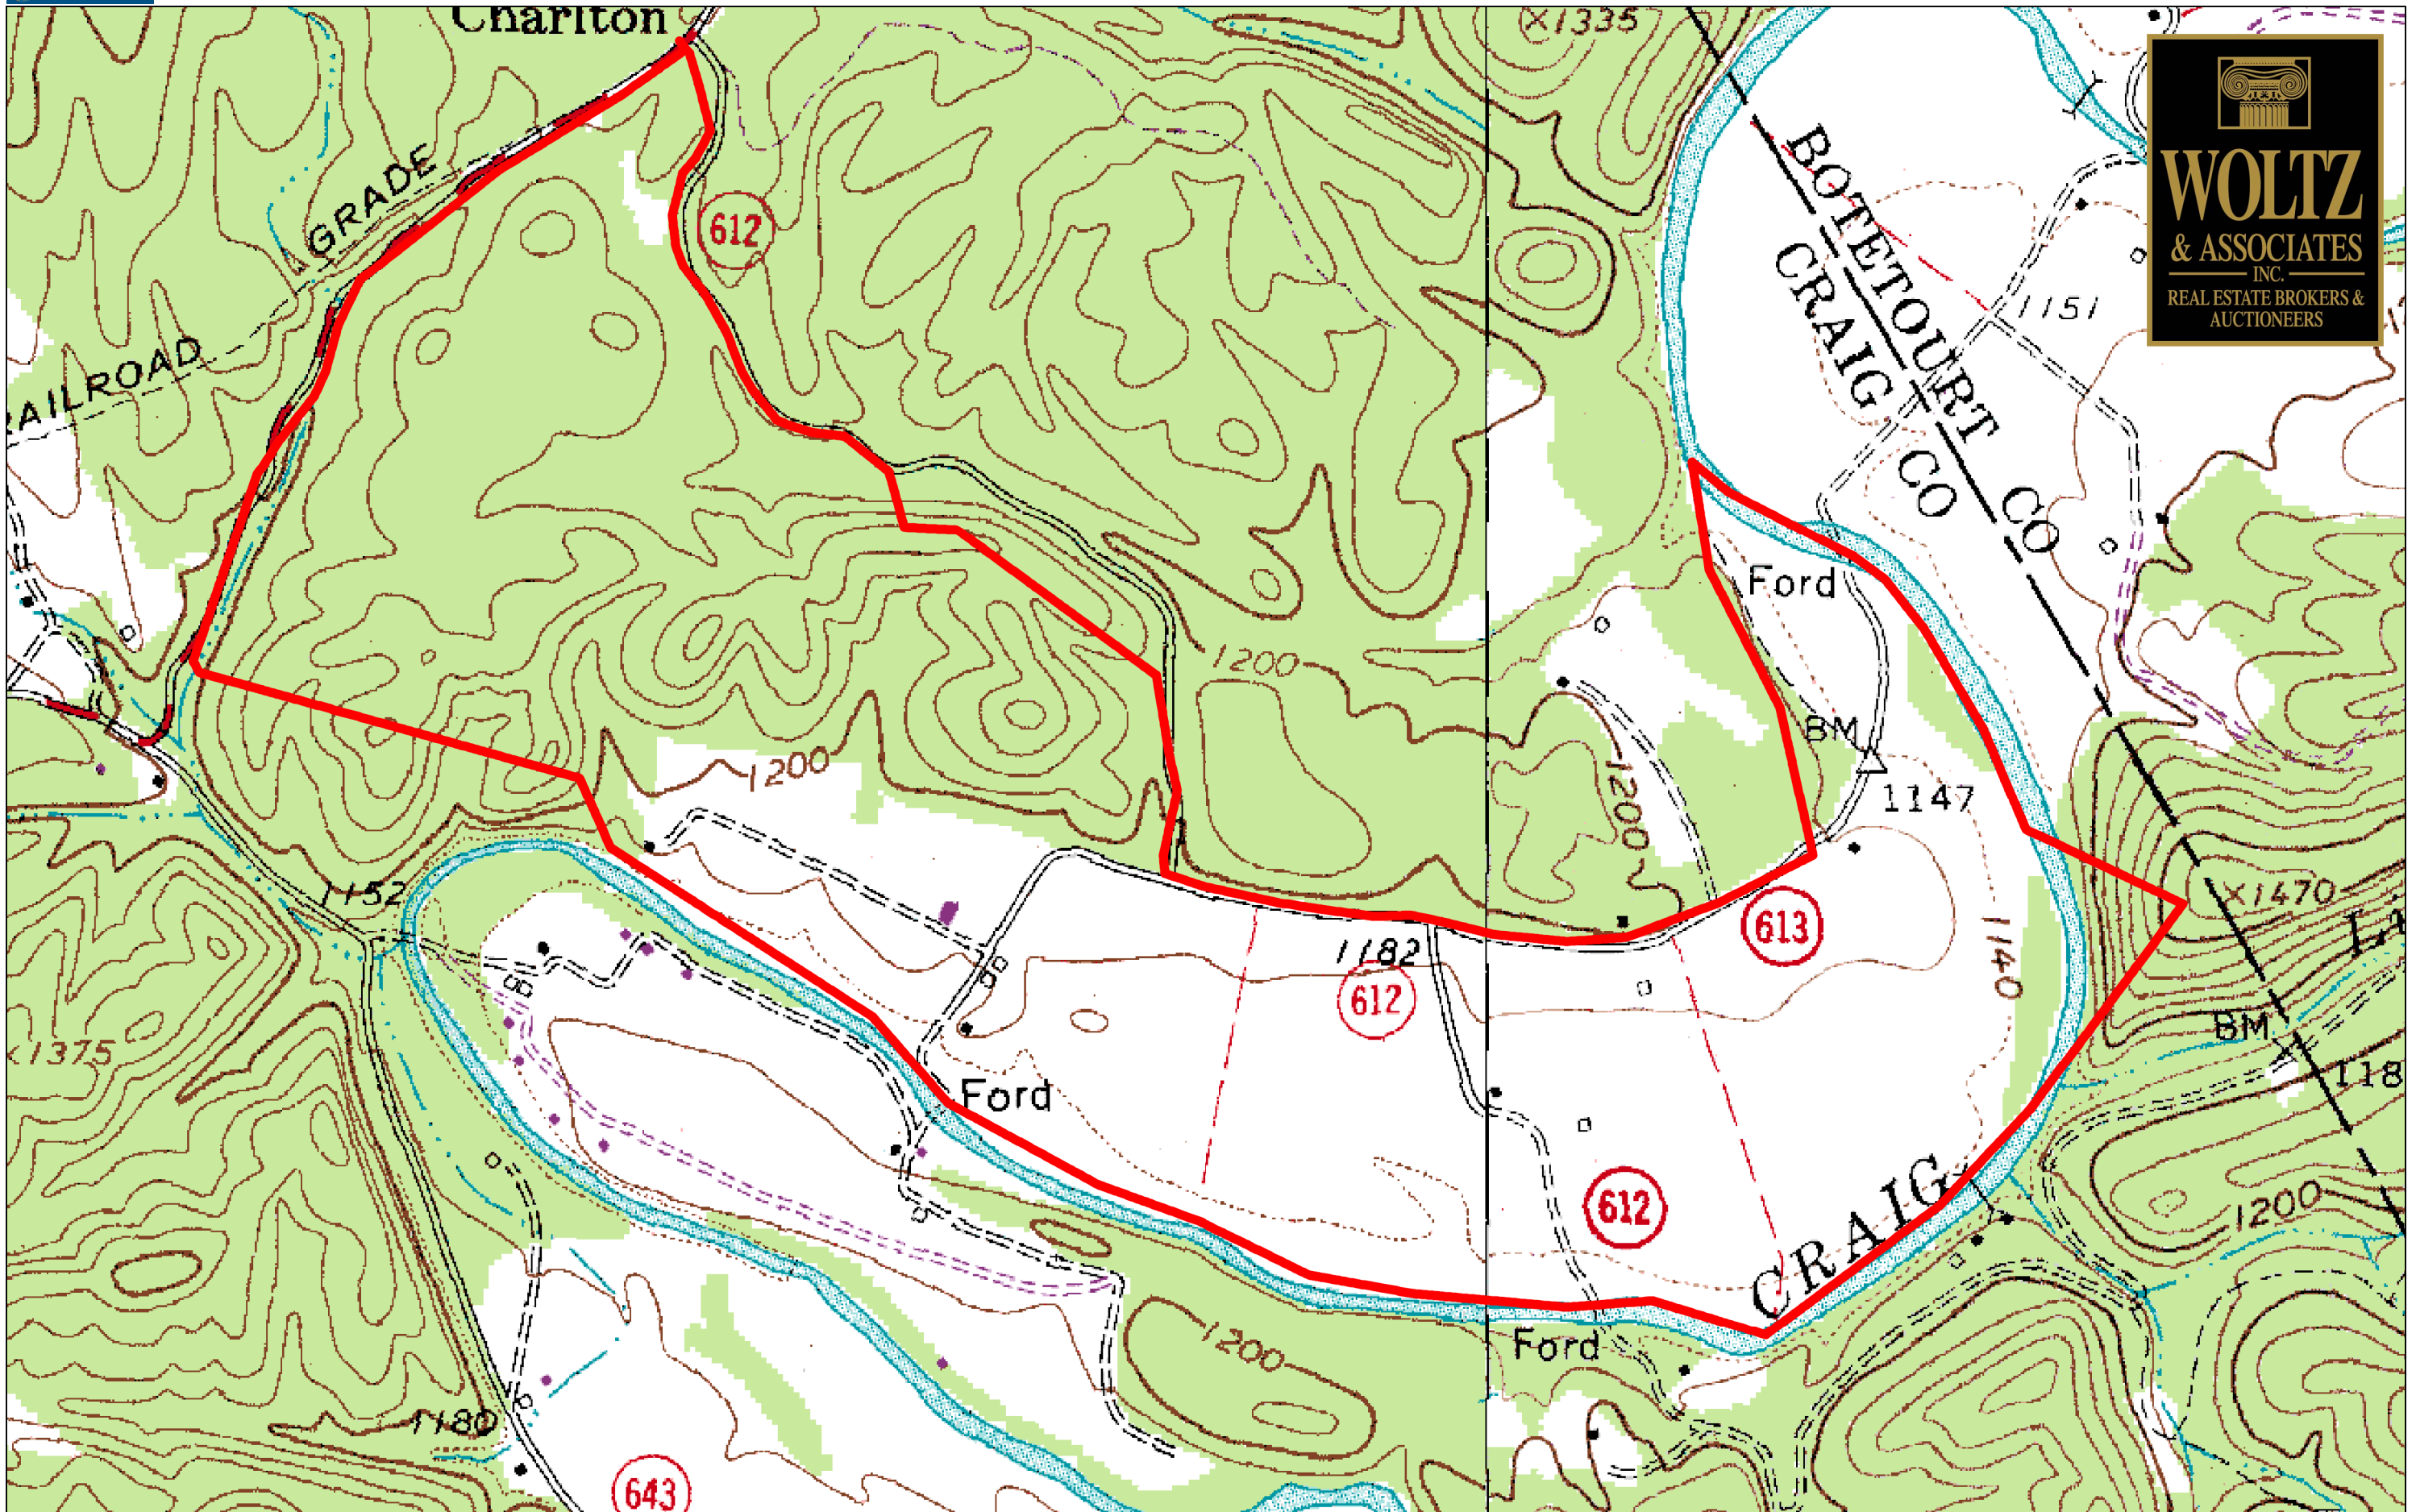 Charlton
×1335
WOLTZ
& ASSOCIATES
INC.
REAL ESTATE BROKERS &
AUCTIONEERS
GRADE
RAILROAD
612
BOTETOURT CO
CRAIG CO
1151
Ford
1200
BM
1147
1200
1200
1152
×1470
La
613
1182
612
1140
BM
118
1375
Ford
612
CRAIG
1200
Ford
1200
1180
643